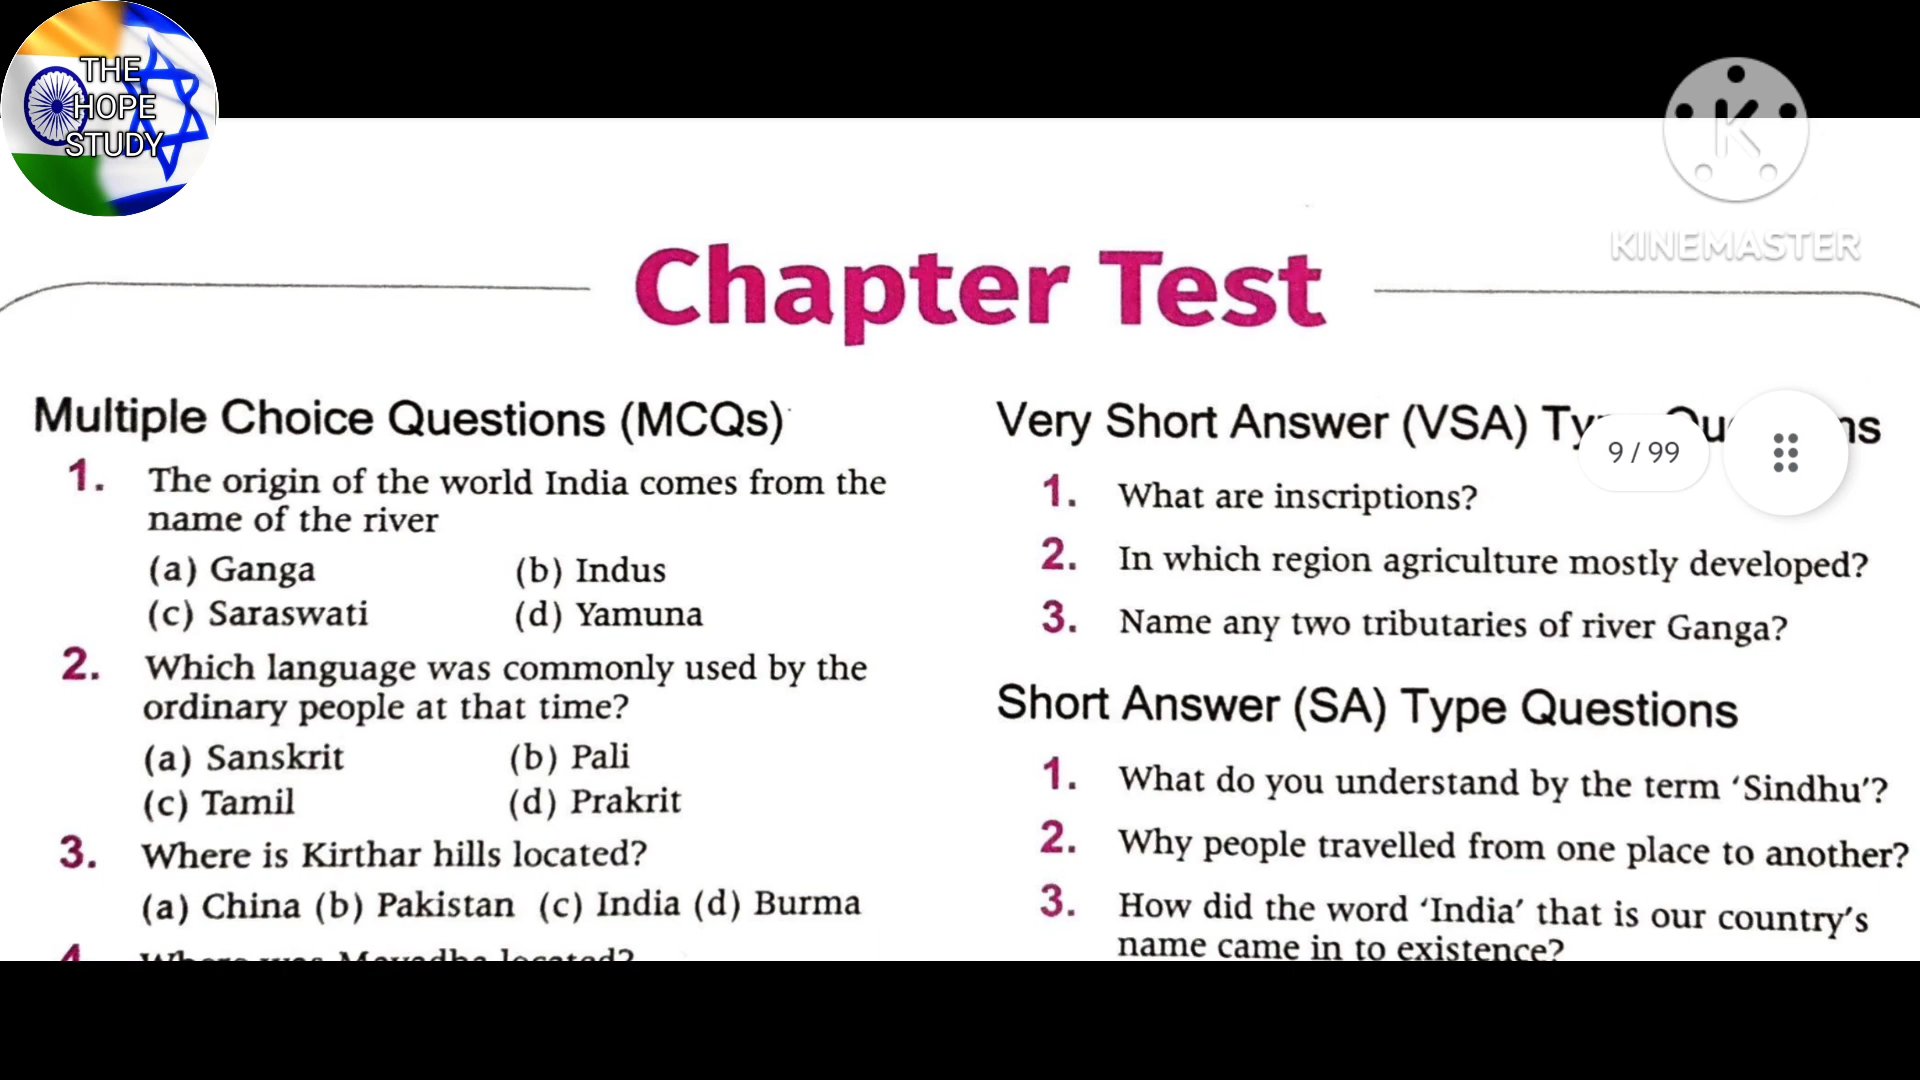 THE
HOPE
STUDY
KINEMASTER
Chapter Test
Multiple Choice Questions (MCQs)
1. The origin of the world India comes from the
name of the river
(a) Ganga (b) Indus
(c) Saraswati (d) Yamuna
2. Which language was commonly used by the
ordinary people at that time?
(a) Sanskrit (b) Pali
(c) Tamil (d) Prakrit
3. Where is Kirthar hills located?
(a) China (b) Pakistan (c) India (d) Burma
4. Where was located?
Very Short Answer (VSA)
9 / 99
1. What are inscriptions?
2. In which region agriculture mostly developed?
3. Name any two tributaries of river Ganga?
Short Answer (SA) Type Questions
1. What do you understand by the term ‘Sindhu’?
2. Why people travelled from one place to another?
3. How did the word ‘India’ that is our country’s
name came in to existence?